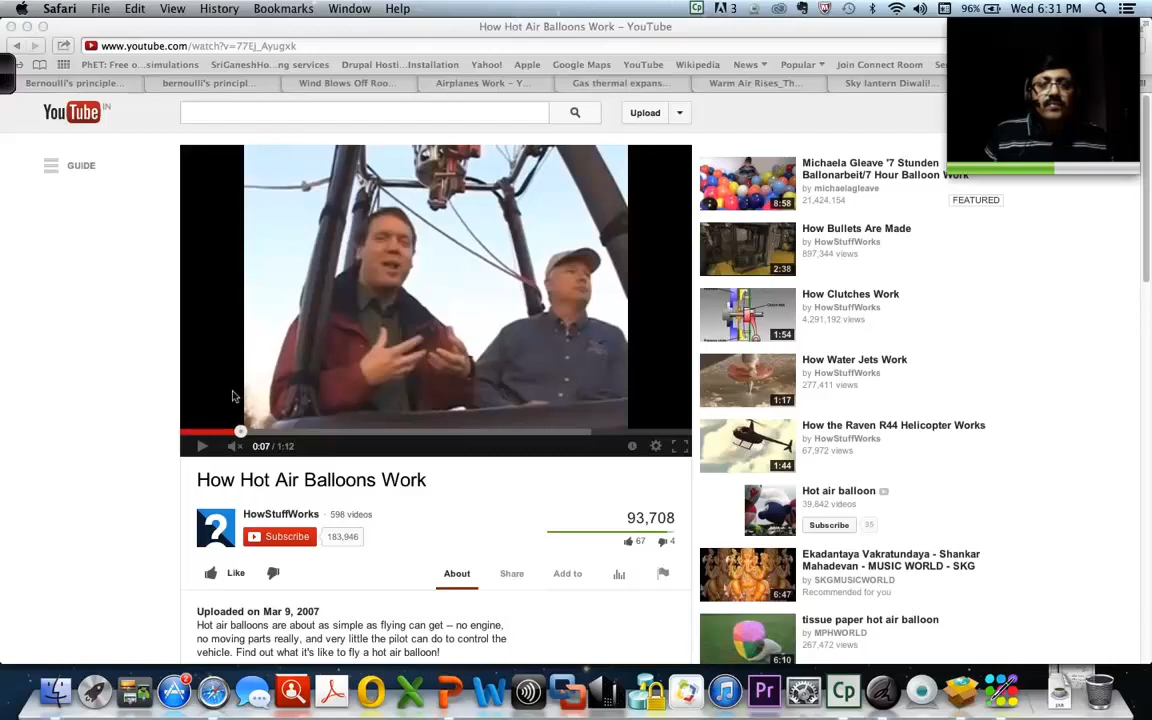 Safari File Edit View History Bookmarks Window Help 3 96% Wed 6:31 PM
How Hot Air Balloons Work – YouTube
www.youtube.com/watch?v=77Ej_Ayugxk
PhET: Free o...simulations SriGaneshHo...ng services Drupal Hosti...Installation Yahoo! Apple Google Maps YouTube Wikipedia News Popular Join Connect Room
Bernoulli's principle... bernoulli's principl... Wind Blows Off Roo... Airplanes Work – Y... Gas thermal expans... Warm Air Rises_Th... Sky lantern Diwali!...
YouTube IN
Upload
GUIDE
Michaela Gleave '7 Stunden
Ballonarbeit/7 Hour Balloon Work
by michaelagleave
21,424,154
FEATURED
8:58
How Bullets Are Made
by HowStuffWorks
897,344 views
2:38
How Clutches Work
by HowStuffWorks
4,291,192 views
1:54
How Water Jets Work
by HowStuffWorks
277,411 views
1:17
How the Raven R44 Helicopter Works
by HowStuffWorks
67,972 views
1:44
Hot air balloon
39,842 videos
Subscribe 35
Ekadantaya Vakratundaya - Shankar
Mahadevan - MUSIC WORLD - SKG
by SKGMUSICWORLD
Recommended for you
6:47
tissue paper hot air balloon
by MPHWORLD
267,472 views
6:10
0:07 / 1:12
How Hot Air Balloons Work
HowStuffWorks · 598 videos
Subscribe 183,946
93,708
67 4
Like About Share Add to
Uploaded on Mar 9, 2007
Hot air balloons are about as simple as flying can get -- no engine,
no moving parts really, and very little the pilot can do to control the
vehicle. Find out what it's like to fly a hot air balloon!
7 Pr Cp